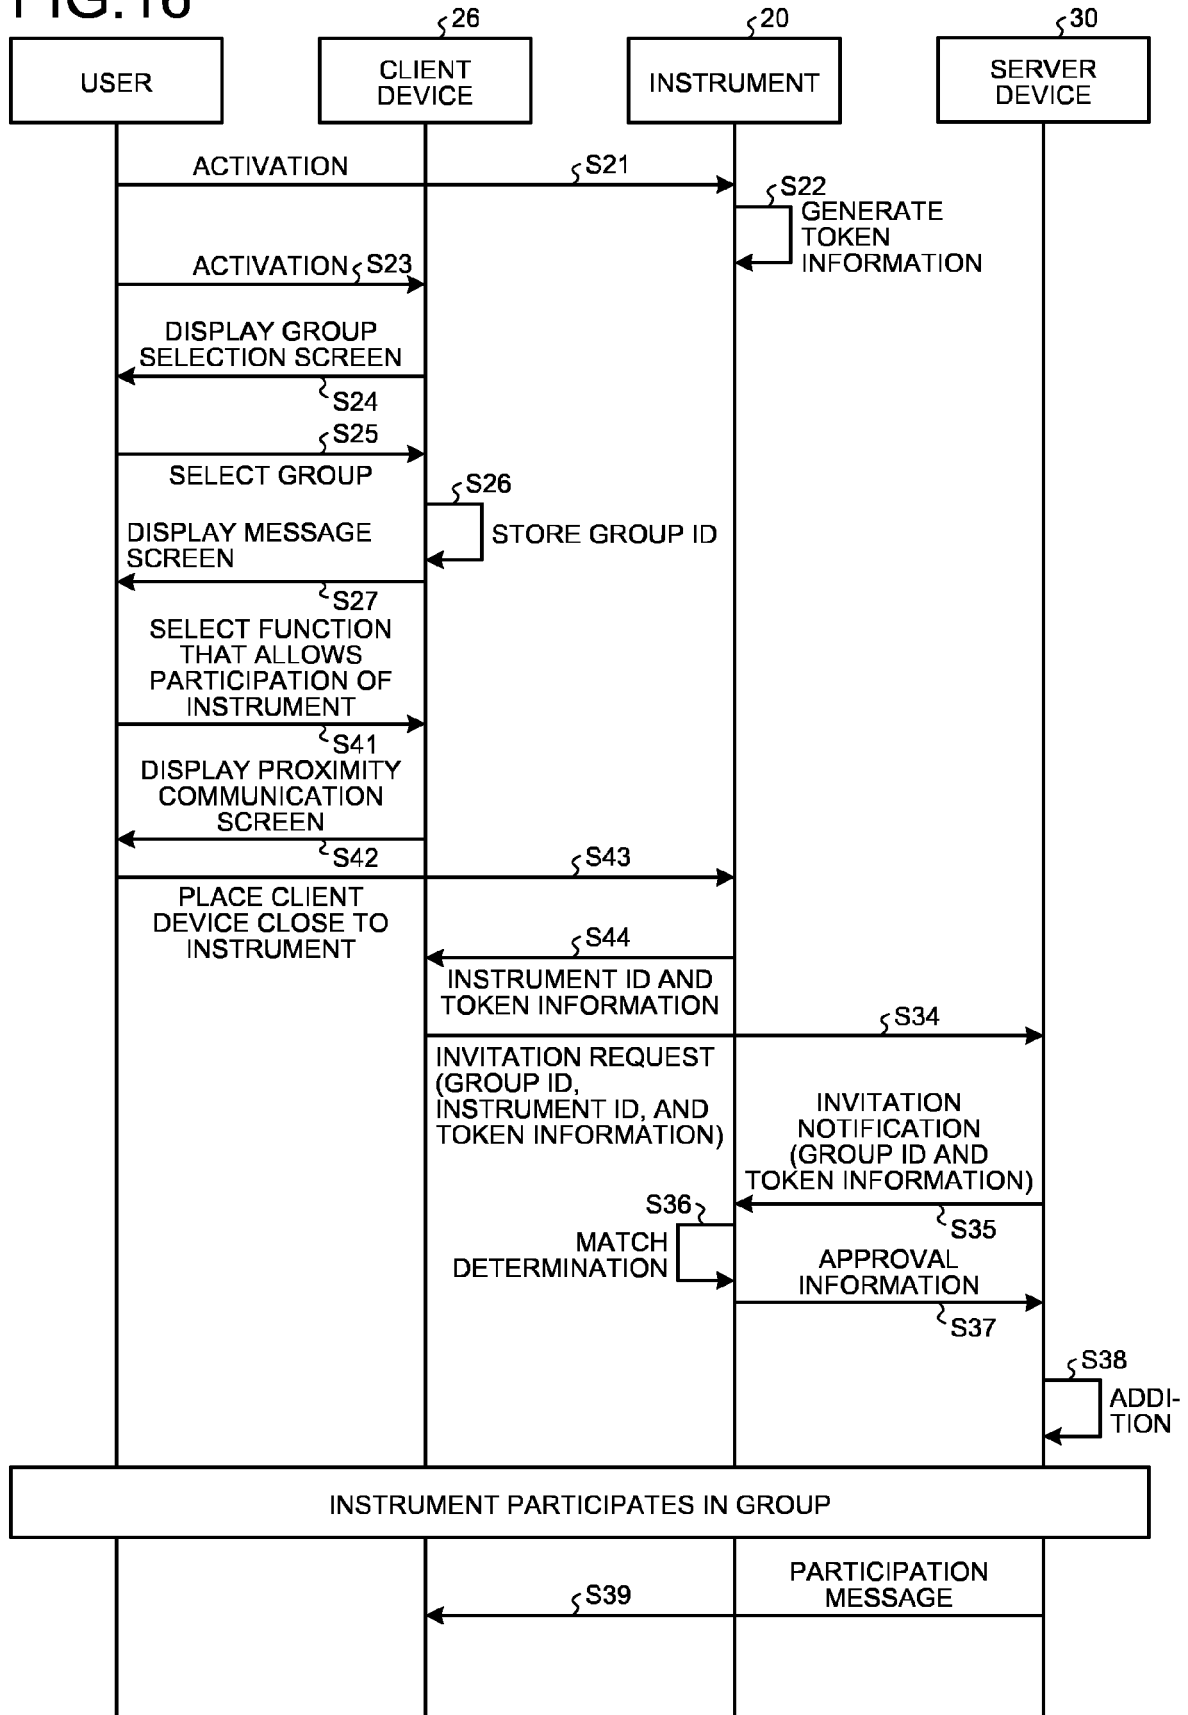 FIG.16
26
20
30
USER
CLIENT
DEVICE
INSTRUMENT
SERVER
DEVICE
ACTIVATION
S21
S22
GENERATE
TOKEN
INFORMATION
ACTIVATION
S23
DISPLAY GROUP
SELECTION SCREEN
S24
S25
SELECT GROUP
S26
STORE GROUP ID
DISPLAY MESSAGE
SCREEN
S27
SELECT FUNCTION
THAT ALLOWS
PARTICIPATION OF
INSTRUMENT
S41
DISPLAY PROXIMITY
COMMUNICATION
SCREEN
S42
S43
PLACE CLIENT
DEVICE CLOSE TO
INSTRUMENT
S44
INSTRUMENT ID AND
TOKEN INFORMATION
S34
INVITATION REQUEST
(GROUP ID,
INSTRUMENT ID, AND
TOKEN INFORMATION)
INVITATION
NOTIFICATION
(GROUP ID AND
TOKEN INFORMATION)
S35
S36
MATCH
DETERMINATION
APPROVAL
INFORMATION
S37
S38
ADDI-
TION
INSTRUMENT PARTICIPATES IN GROUP
PARTICIPATION
MESSAGE
S39